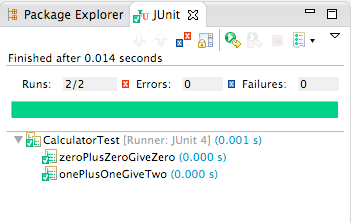 Package Explorer JUnit
Finished after 0.014 seconds
Runs: 2/2 Errors: 0 Failures: 0
CalculatorTest [Runner: JUnit 4] (0.001 s)
zeroPlusZeroGiveZero (0.000 s)
onePlusOneGiveTwo (0.000 s)